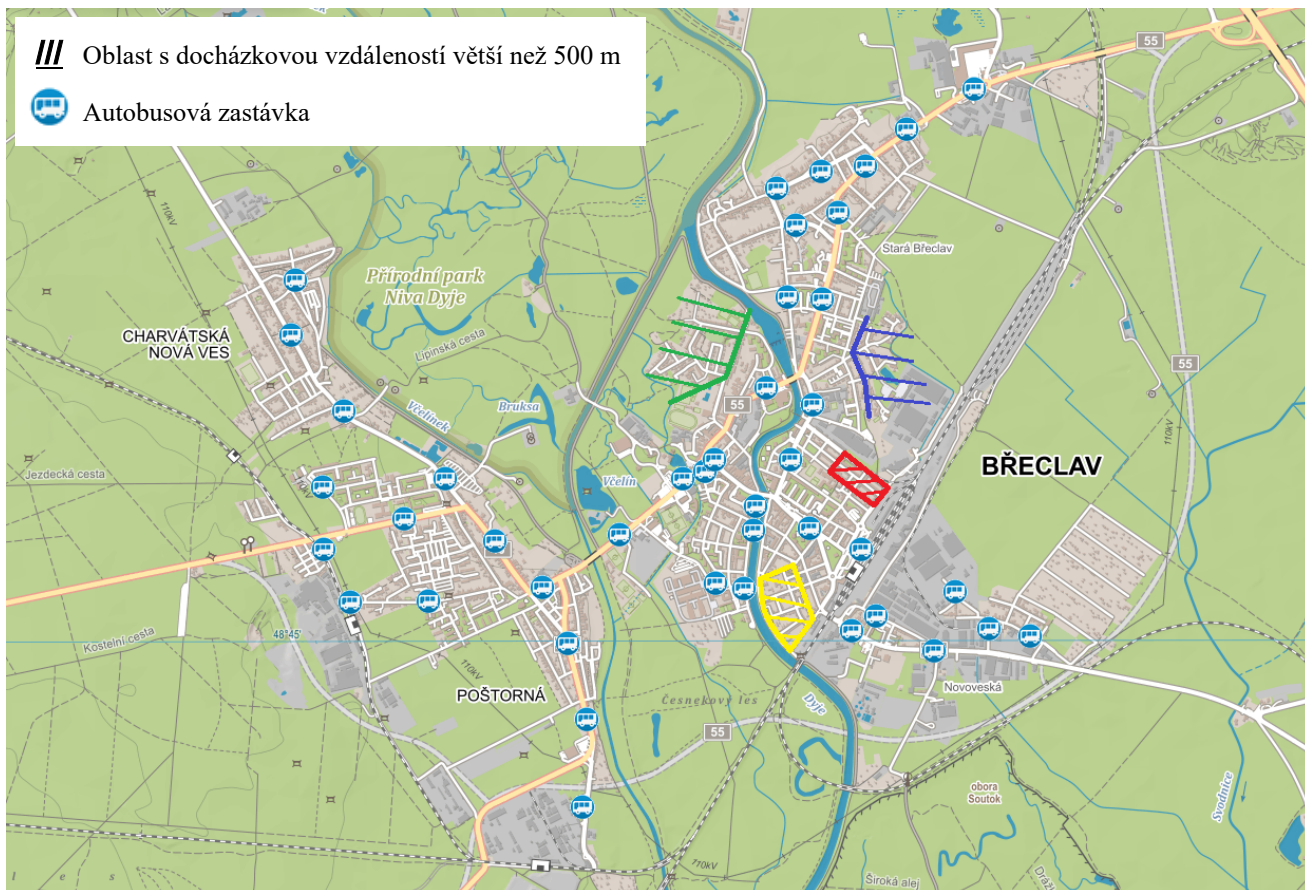 Oblast s docházkovou vzdáleností větší než 500 m
Autobusová zastávka
55
110kV
Stará Břeclav
Přírodní park
Niva Dyje
CHARVÁTSKÁ
NOVÁ VES
Lipinská cesta
55
55
110kV
Včelínek
Bruksa
Jezdecká cesta
Včelín
BŘECLAV
110kV
Kostelní cesta
48°45'
110kV
POŠTORNÁ
Česnekový les
Dyje
Novoveská
55
obora
Soutok
Svodnice
110kV
l e s
Široká alej